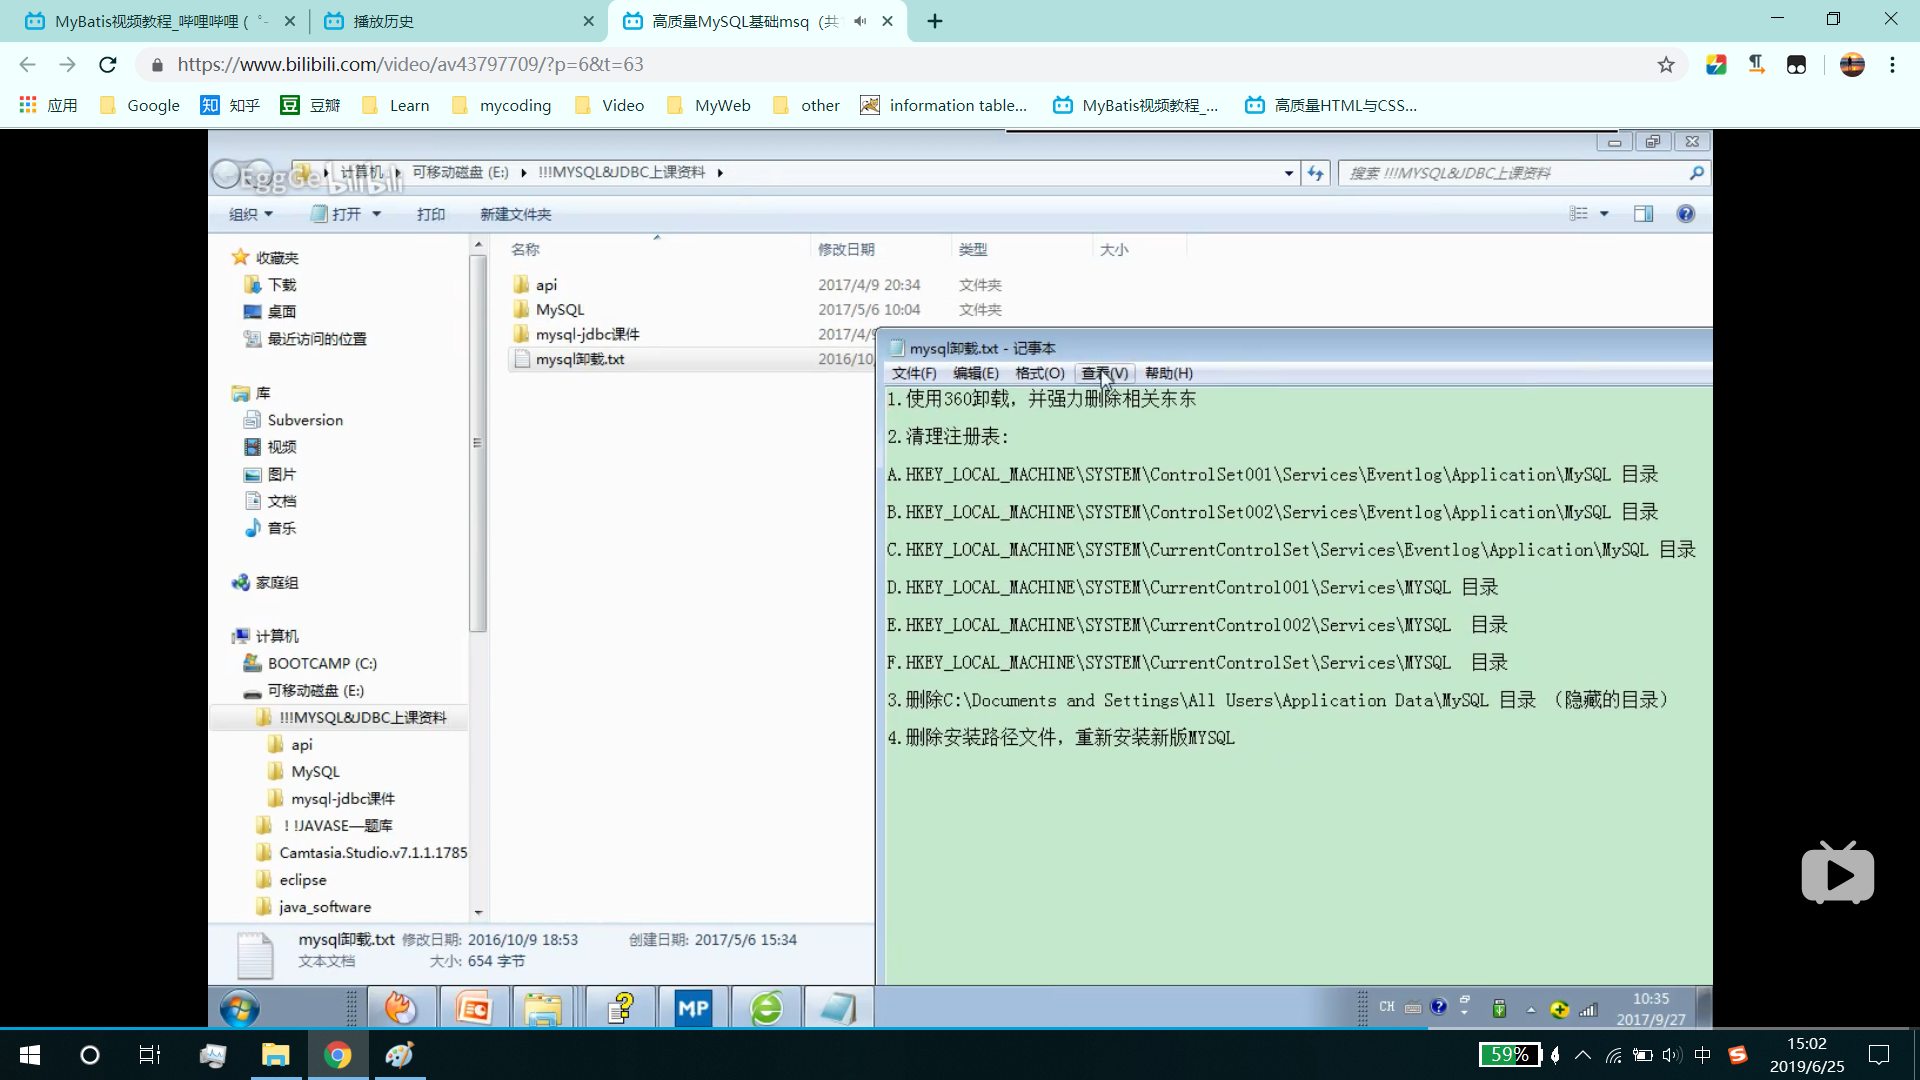 MyBatis视频教程_哔哩哔哩 (゜-
播放历史
高质量MySQL基础msq（共
https://www.bilibili.com/video/av43797709/?p=6&t=63
应用
Google
知 知乎
豆 豆瓣
Learn
mycoding
Video
MyWeb
other
information table...
MyBatis视频教程_...
高质量HTML与CSS...
EggGe bilibili
计算机
可移动磁盘 (E:)
!!!MYSQL&JDBC上课资料
搜索 !!!MYSQL&JDBC上课资料
组织
打开
打印
新建文件夹
名称 修改日期 类型 大小
api 2017/4/9 20:34 文件夹
MySQL 2017/5/6 10:04 文件夹
mysql-jdbc课件 2017/4/9
mysql卸载.txt 2016/10/
收藏夹
下载
桌面
最近访问的位置
库
Subversion
视频
图片
文档
音乐
家庭组
计算机
BOOTCAMP (C:)
可移动磁盘 (E:)
!!!MYSQL&JDBC上课资料
api
MySQL
mysql-jdbc课件
！!JAVASE—题库
Camtasia.Studio.v7.1.1.1785
eclipse
java_software
mysql卸载.txt - 记事本
文件(F) 编辑(E) 格式(O) 查看(V) 帮助(H)
1.使用360卸载，并强力删除相关东东
2.清理注册表:
A.HKEY_LOCAL_MACHINE\SYSTEM\ControlSet001\Services\Eventlog\Application\MySQL 目录
B.HKEY_LOCAL_MACHINE\SYSTEM\ControlSet002\Services\Eventlog\Application\MySQL 目录
C.HKEY_LOCAL_MACHINE\SYSTEM\CurrentControlSet\Services\Eventlog\Application\MySQL 目录
D.HKEY_LOCAL_MACHINE\SYSTEM\CurrentControl001\Services\MYSQL 目录
E.HKEY_LOCAL_MACHINE\SYSTEM\CurrentControl002\Services\MYSQL 目录
F.HKEY_LOCAL_MACHINE\SYSTEM\CurrentControlSet\Services\MYSQL 目录
3.删除C:\Documents and Settings\All Users\Application Data\MySQL 目录 （隐藏的目录）
4.删除安装路径文件，重新安装新版MYSQL
mysql卸载.txt 修改日期: 2016/10/9 18:53 创建日期: 2017/5/6 15:34
文本文档 大小: 654 字节
MP
CH
10:35
2017/9/27
59%
中
15:02
2019/6/25